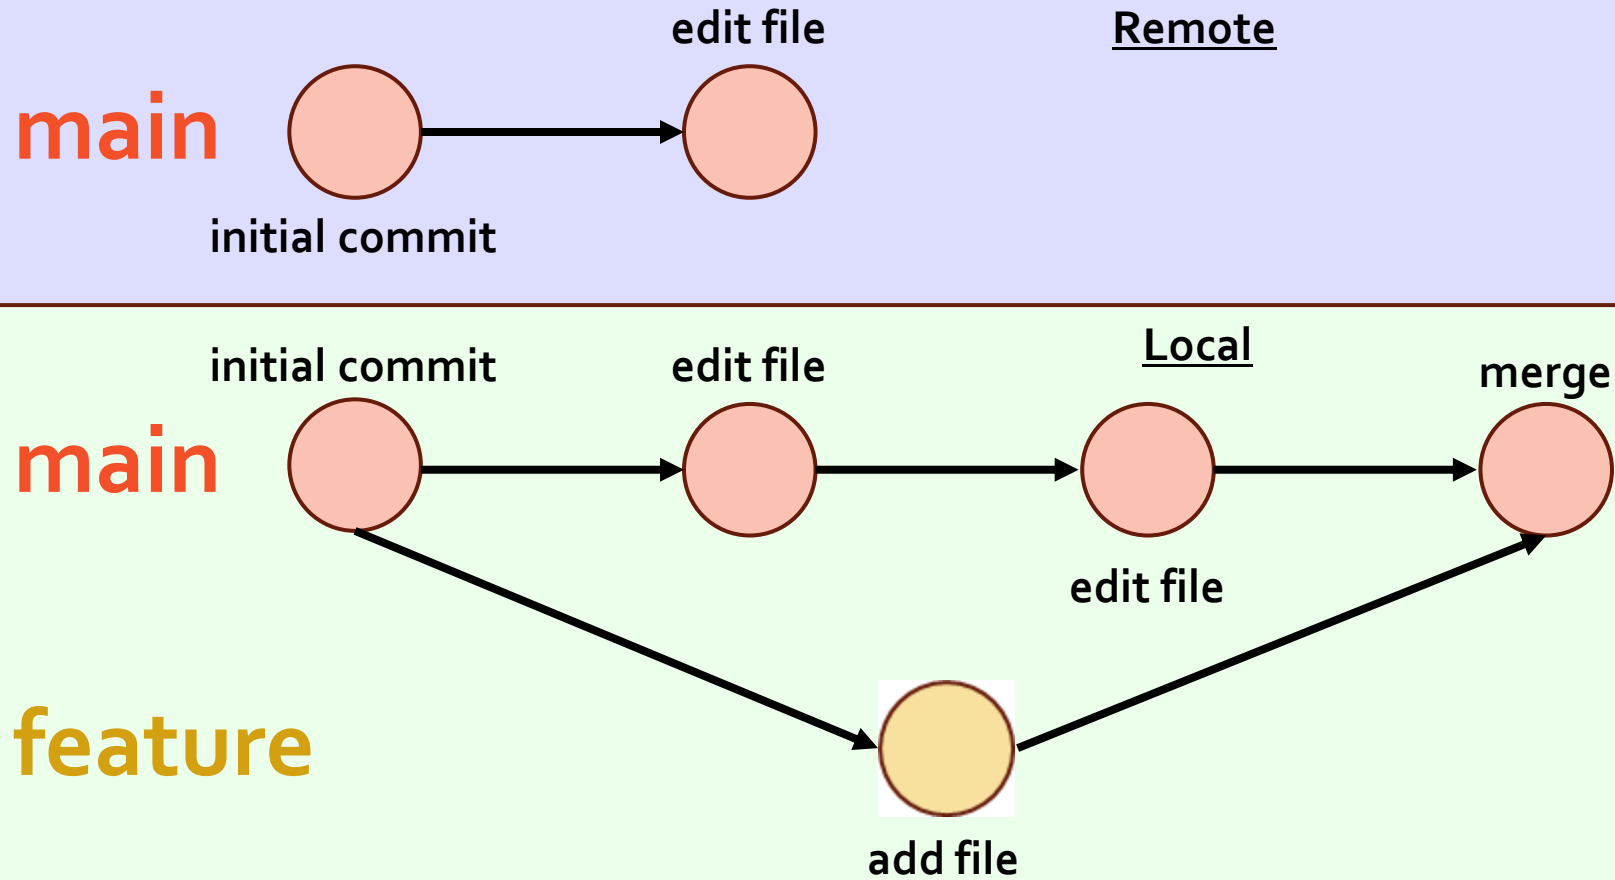 edit file
Remote
main
initial commit
Local
initial commit
edit file
merge
main
edit file
feature
add file